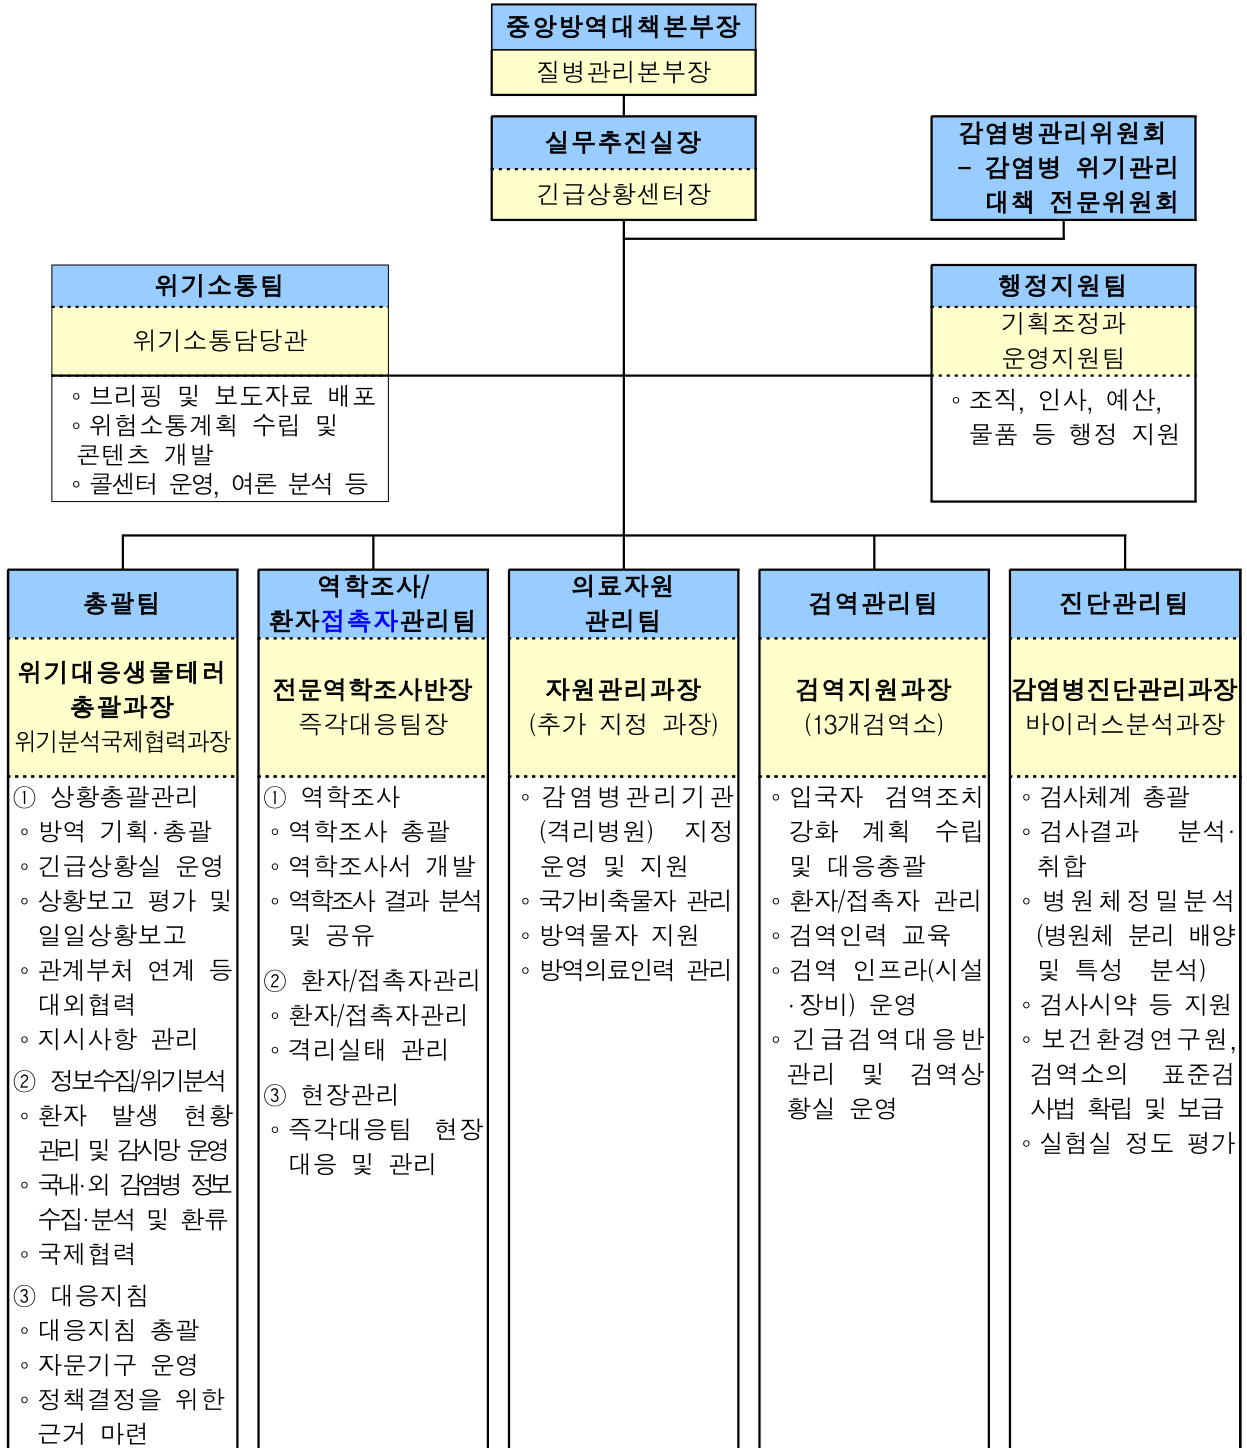 중앙방역대책본부장
질병관리본부장
실무추진실장
긴급상황센터장
감염병관리위원회
- 감염병 위기관리
대책 전문위원회
위기소통팀
위기소통담당관
◦ 브리핑 및 보도자료 배포
◦ 위험소통계획 수립 및
콘텐츠 개발
◦ 콜센터 운영, 여론 분석 등
행정지원팀
기획조정과
운영지원팀
◦ 조직, 인사, 예산,
물품 등 행정 지원
총괄팀
위기대응생물테러
총괄과장
위기분석국제협력과장
① 상황총괄관리
◦ 방역 기획·총괄
◦ 긴급상황실 운영
◦ 상황보고 평가 및
일일상황보고
◦ 관계부처 연계 등
대외협력
◦ 지시사항 관리
② 정보수집/위기분석
◦ 환자 발생 현황
관리 및 감시망 운영
◦ 국내·외 감염병 정보
수집·분석 및 환류
◦ 국제협력
③ 대응지침
◦ 대응지침 총괄
◦ 자문기구 운영
◦ 정책결정을 위한
근거 마련
역학조사/
환자접촉자관리팀
전문역학조사반장
즉각대응팀장
① 역학조사
◦ 역학조사 총괄
◦ 역학조사서 개발
◦ 역학조사 결과 분석
및 공유
② 환자/접촉자관리
◦ 환자/접촉자관리
◦ 격리실태 관리
③ 현장관리
◦ 즉각대응팀 현장
대응 및 관리
의료자원
관리팀
자원관리과장
(추가 지정 과장)
◦ 감염병관리기관
(격리병원) 지정
운영 및 지원
◦ 국가비축물자 관리
◦ 방역물자 지원
◦ 방역의료인력 관리
검역관리팀
검역지원과장
(13개검역소)
◦ 입국자 검역조치
강화 계획 수립
및 대응총괄
◦ 환자/접촉자 관리
◦ 검역인력 교육
◦ 검역 인프라(시설
·장비) 운영
◦ 긴급검역대응반
관리 및 검역상
황실 운영
진단관리팀
감염병진단관리과장
바이러스분석과장
◦ 검사체계 총괄
◦ 검사결과 분석·
취합
◦ 병원체정밀분석
(병원체 분리 배양
및 특성 분석)
◦ 검사시약 등 지원
◦ 보건환경연구원,
검역소의 표준검
사법 확립 및 보급
◦ 실험실 정도 평가